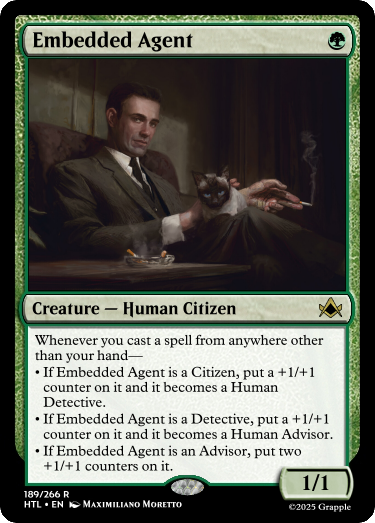 Embedded Agent
Creature — Human Citizen
Whenever you cast a spell from anywhere other
than your hand—
• If Embedded Agent is a Citizen, put a +1/+1
counter on it and it becomes a Human
Detective.
• If Embedded Agent is a Detective, put a +1/+1
counter on it and it becomes a Human Advisor.
• If Embedded Agent is an Advisor, put two
+1/+1 counters on it.
1/1
189/266 R
HTL • EN Maximiliano Moretto
©2025 Grapple